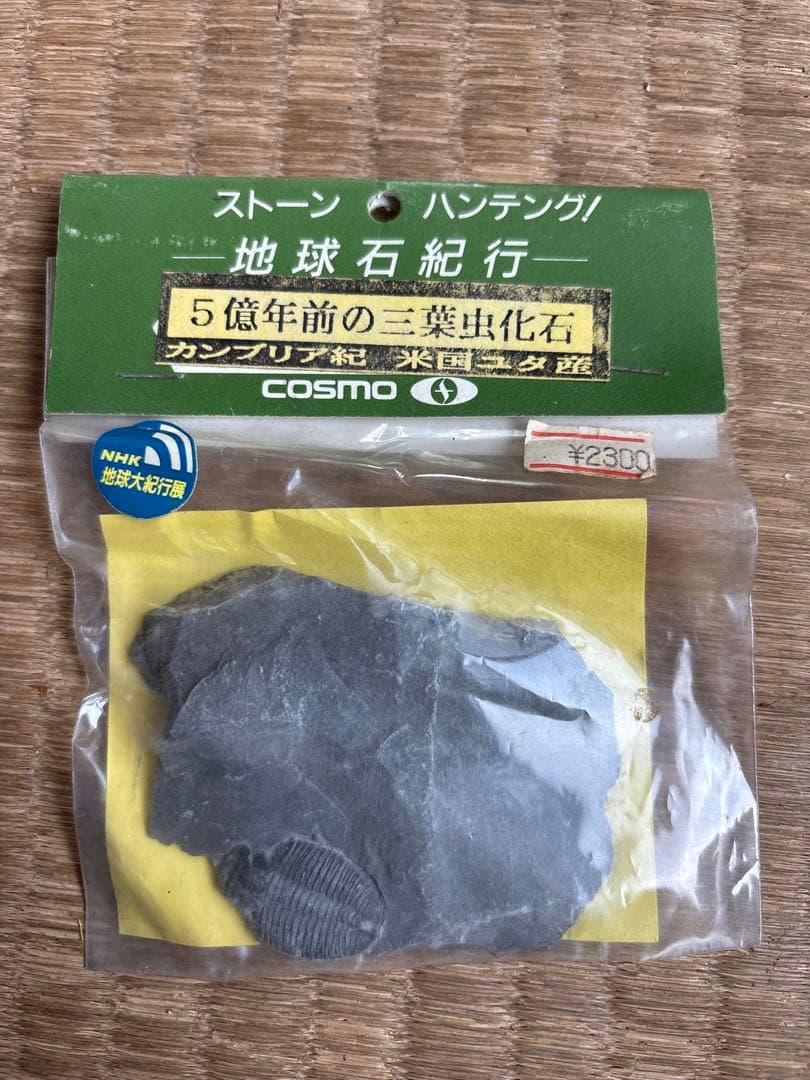 ストーン ハンテング!
地球石紀行
5億年前の三葉虫化石
カンブリア紀 米国ユタ産
COSMO
NHK
地球大紀行展
¥2300